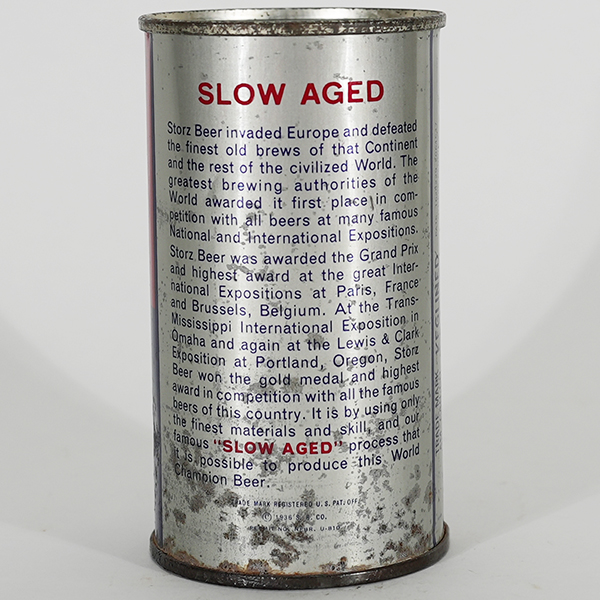 SLOW AGED
Storz Beer invaded Europe and defeated
the finest old brews of that Continent
and the rest of the civilized World. The
greatest brewing authorities of the
World awarded it first place in com-
petition with all beers at many famous
National and International Expositions.
Storz Beer was awarded the Grand Prix
and highest award at the great Inter-
national Expositions at Paris, France
and Brussels, Belgium. At the Trans-
Mississippi International Exposition in
Omaha and again at the Lewis & Clark
Exposition at Portland, Oregon, Storz
Beer won the gold medal and highest
award in competition with all the famous
beers of this country. It is by using only
the finest materials and skill, and our
famous "SLOW AGED" process that
it is possible to produce this World
Champion Beer.
TRADE MARK REGISTERED U.S. PAT. OFF.
1936 CO.
U-810
TRADE MARK KEGLINED